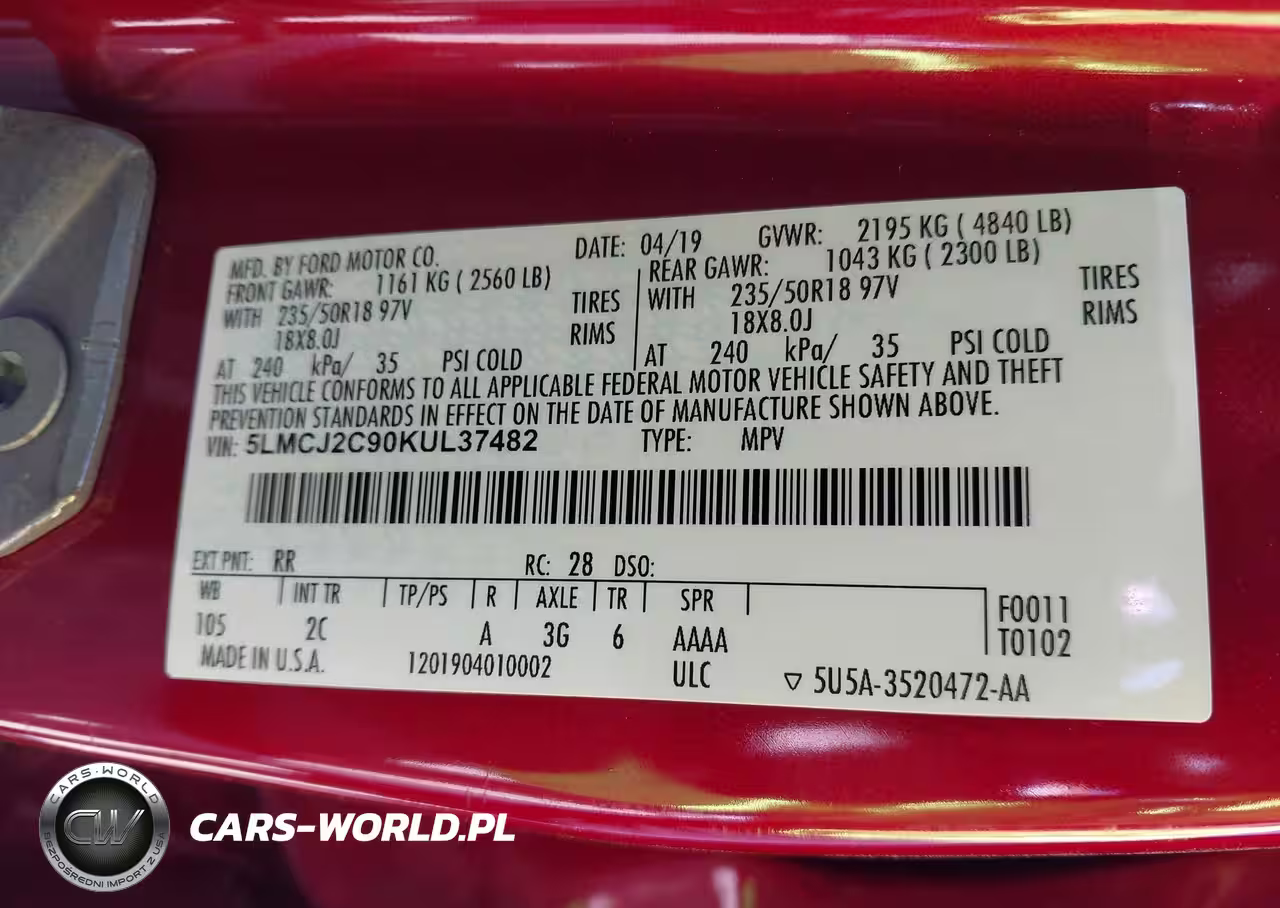 MFD. BY FORD MOTOR CO. DATE: 04/19 GVWR: 2195 KG ( 4840 LB)
FRONT GAWR: 1161 KG ( 2560 LB) REAR GAWR: 1043 KG ( 2300 LB)
WITH 235/50R18 97V TIRES WITH 235/50R18 97V TIRES
18X8.0J RIMS 18X8.0J RIMS
AT 240 kPa/ 35 PSI COLD AT 240 kPa/ 35 PSI COLD
THIS VEHICLE CONFORMS TO ALL APPLICABLE FEDERAL MOTOR VEHICLE SAFETY AND THEFT
PREVENTION STANDARDS IN EFFECT ON THE DATE OF MANUFACTURE SHOWN ABOVE.
VIN: 5LMCJ2C90KUL37482 TYPE: MPV
EXT PNT: RR RC: 28 DSO:
WB INT TR TP/PS R AXLE TR SPR F0011
105 2C A 3G 6 AAAA T0102
MADE IN U.S.A. 1201904010002 ULC ▽ 5U5A-3520472-AA
CARS-WORLD
CW
BEZPOŚREDNI IMPORT Z USA
CARS-WORLD.PL